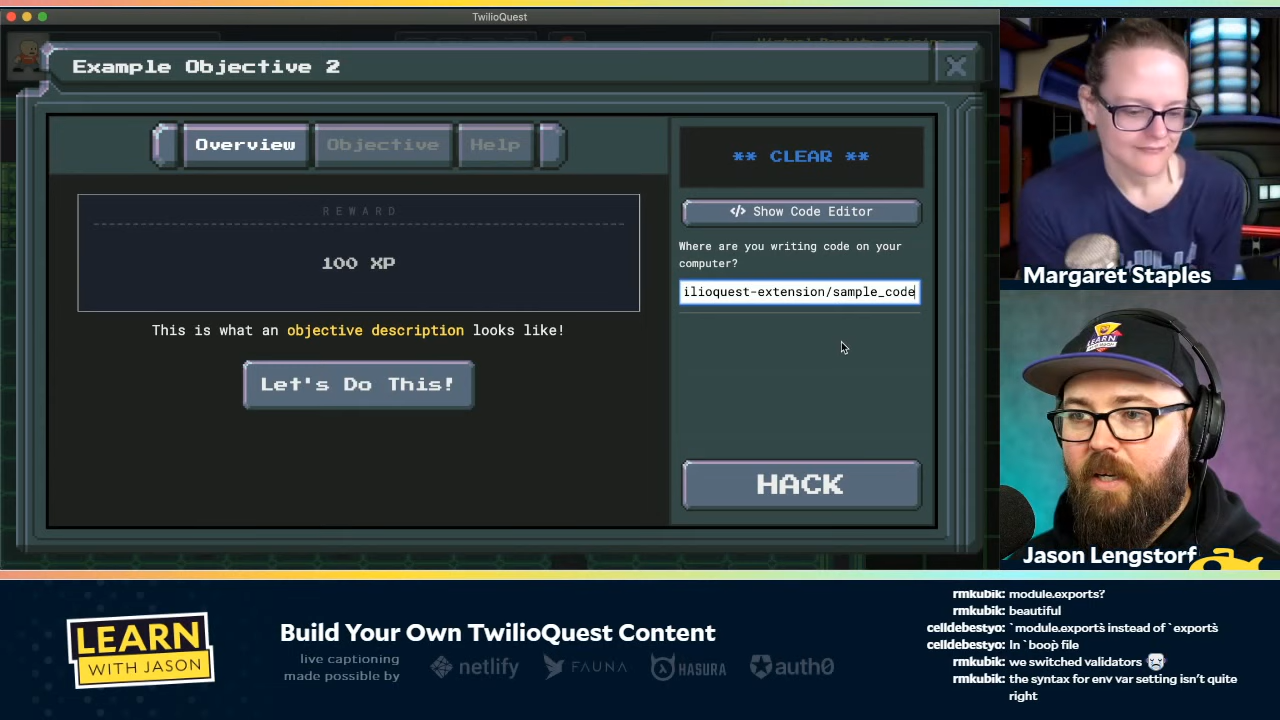 TwilioQuest
Example Objective 2
Overview
Objective
Help
REWARD
100 XP
This is what an objective description looks like!
Let's Do This!
** CLEAR **
</> Show Code Editor
Where are you writing code on your
computer?
ilioquest-extension/sample_code
HACK
Margaret Staples
LEARN
WITH JASON
Jason Lengstorf
LEARN
WITH JASON
Build Your Own TwilioQuest Content
live captioning
made possible by
netlify
FAUNA
HASURA
auth0
rmkubik: module.exports?
rmkubik: beautiful
celldebestyo: `module.exports` instead of `exports`
celldebestyo: In `boop` file
rmkubik: we switched validators
rmkubik: the syntax for env var setting isn't quite
right